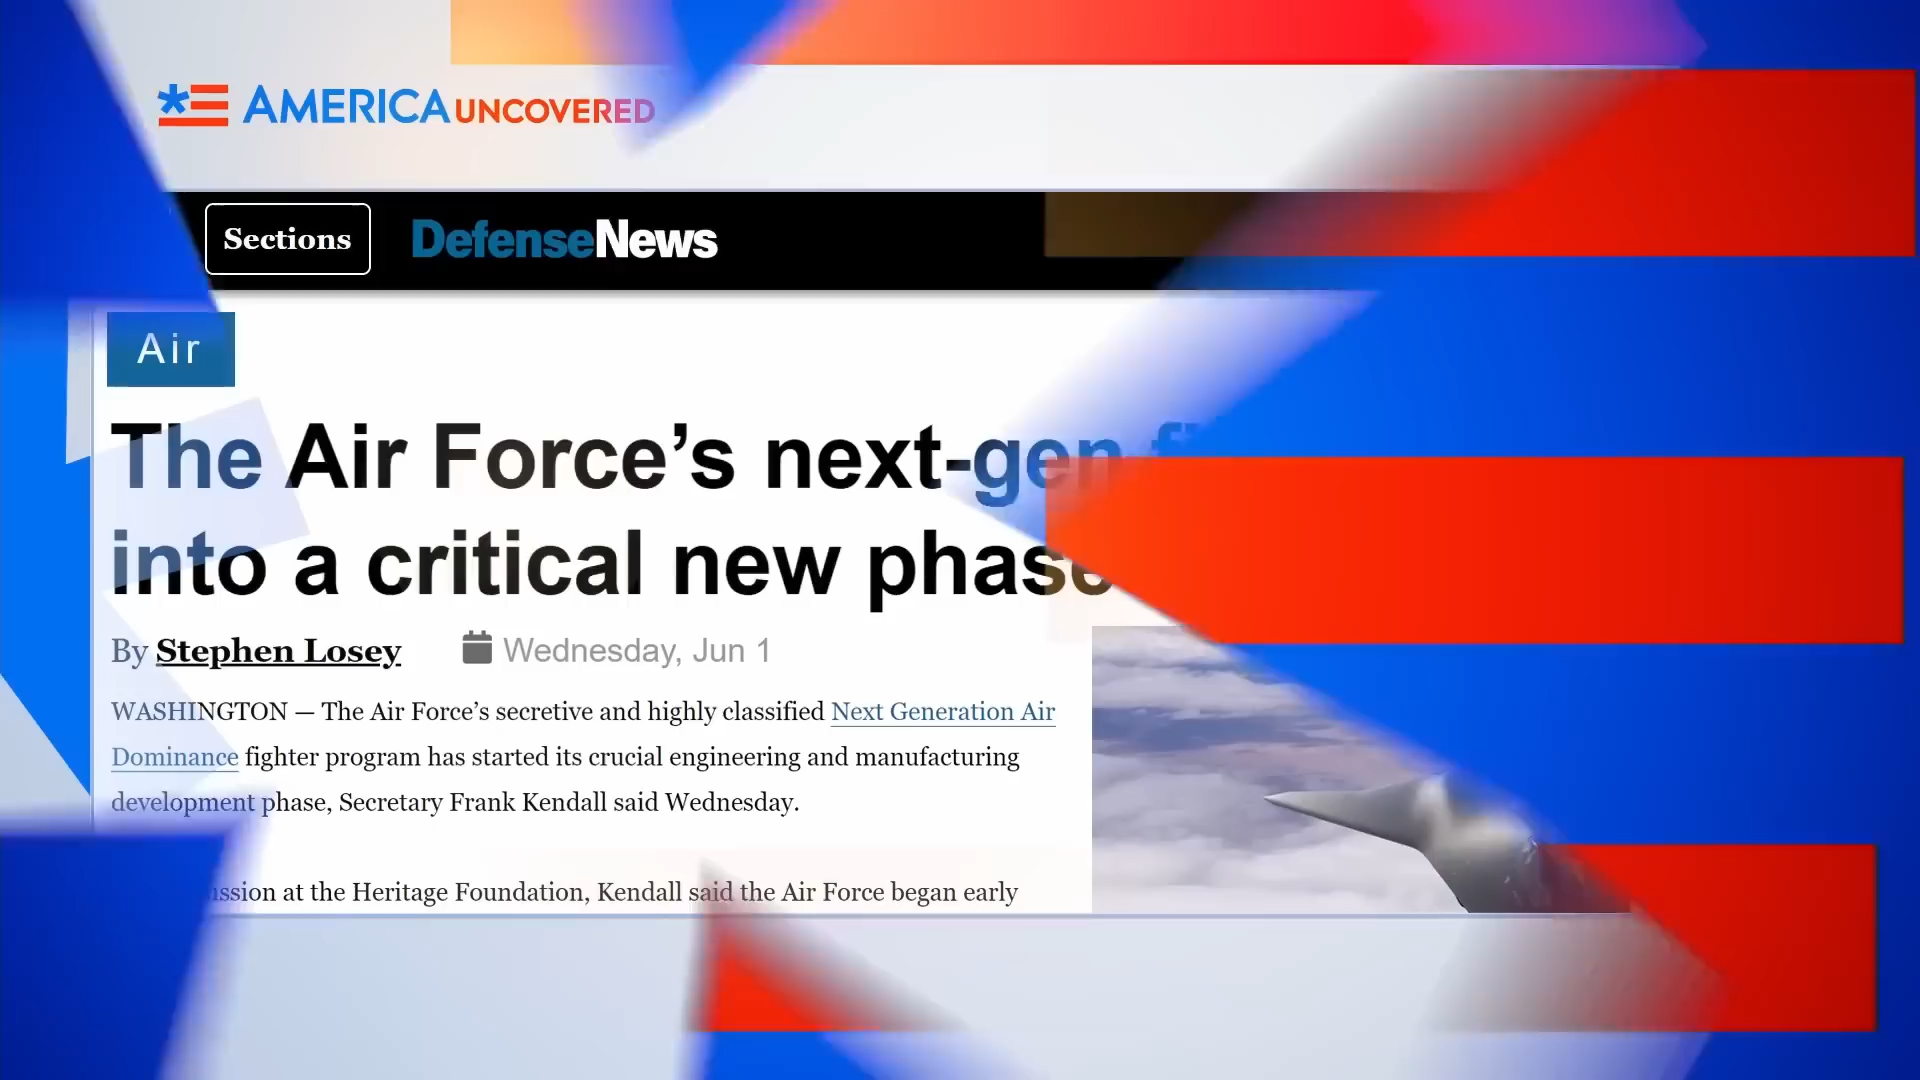 AMERICA UNCOVERED
Sections
DefenseNews
Air
The Air Force’s next-gen
into a critical new phase
By Stephen Losey
Wednesday, Jun 1
WASHINGTON — The Air Force’s secretive and highly classified Next Generation Air
Dominance fighter program has started its crucial engineering and manufacturing
development phase, Secretary Frank Kendall said Wednesday.
at the Heritage Foundation, Kendall said the Air Force began early